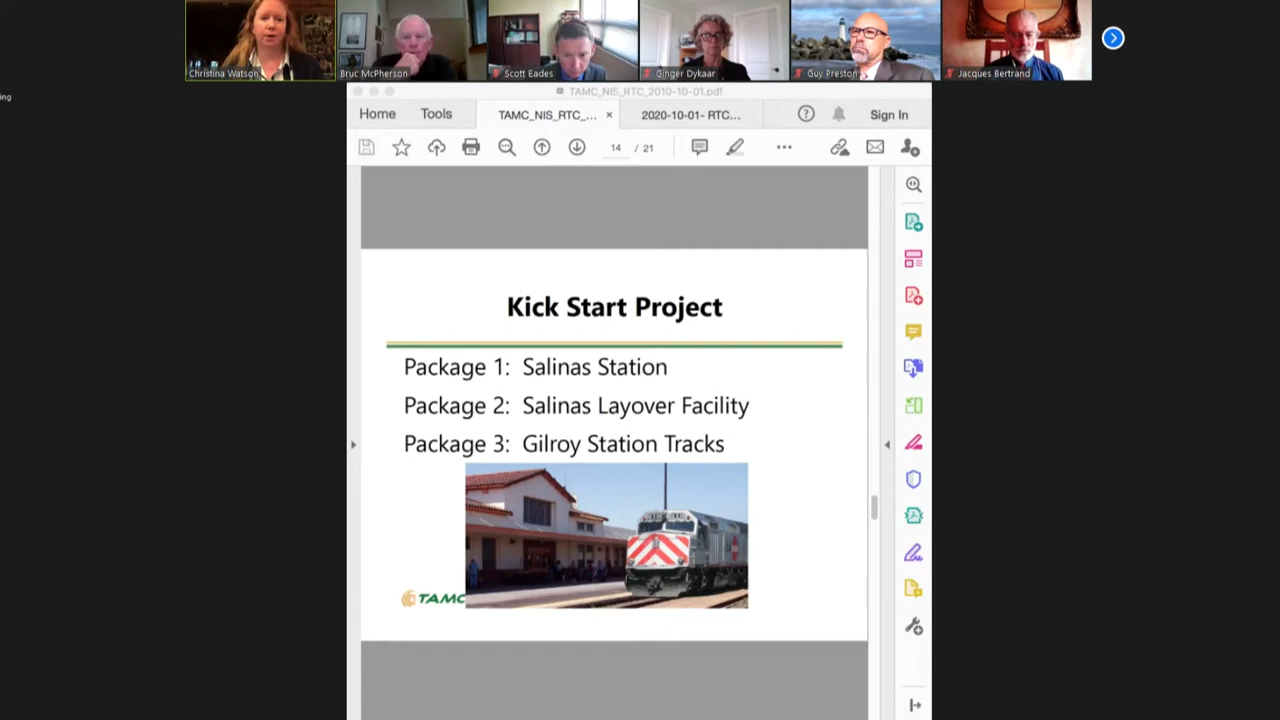 Christina Watson
Bruc McPherson
Scott Eades
Ginger Dykaar
Guy Preston
Jacques Bertrand
ing
TAMC_NIS_RTC_2010-10-01.pdf
Home
Tools
TAMC_NIS_RTC_... ×
2020-10-01- RTC...
Sign In
14 / 21
Kick Start Project
Package 1: Salinas Station
Package 2: Salinas Layover Facility
Package 3: Gilroy Station Tracks
TAMC